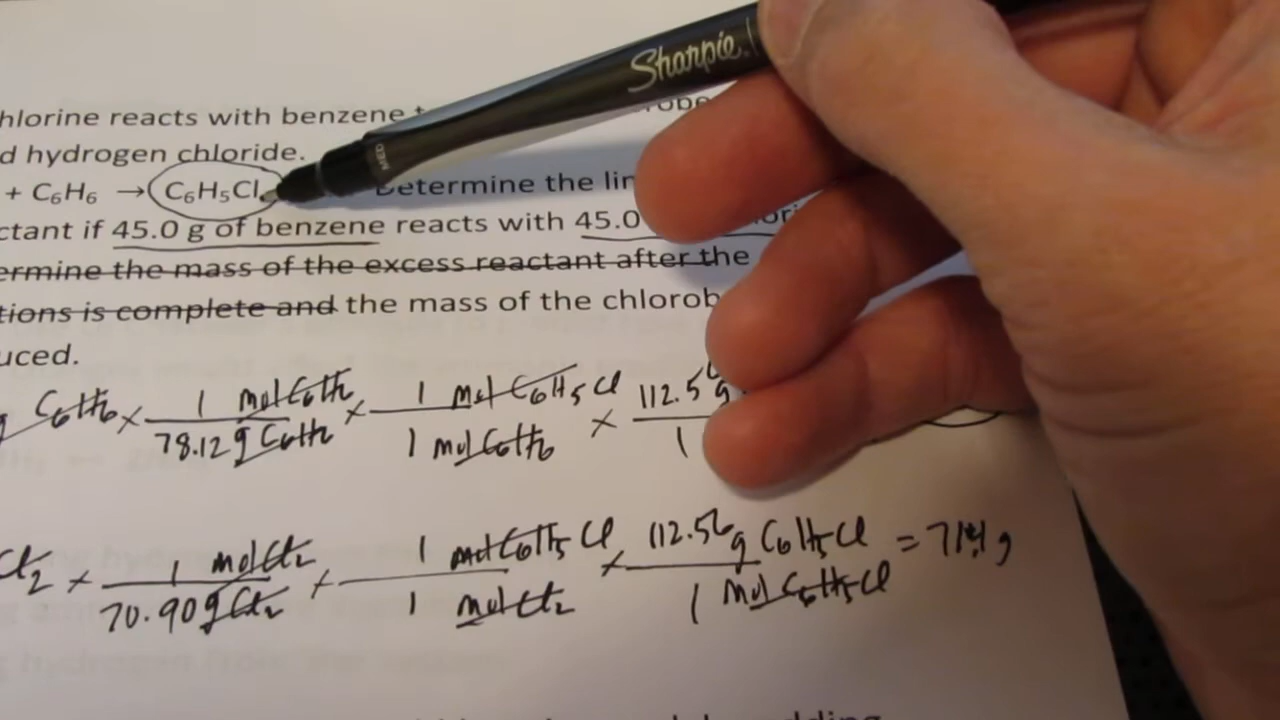 Sharpie.
MED
hlorine reacts with benzene
d hydrogen chloride.
+ C₆H₆ → C₆H₅Cl Determine the lin
ctant if 45.0 g of benzene reacts with 45.0
ermine the mass of the excess reactant after the
tions is complete and the mass of the chlorob
uced.
g C₆H₆ × 1 mol C₆H₆ × 1 mol C₆H₅Cl × 112.56 g
78.12 g C₆H₆ 1 mol C₆H₆ 1
Cl₂ × 1 mol Cl₂ × 1 mol C₆H₅Cl × 112.56 g C₆H₅Cl = 71.4 g
70.90 g Cl₂ 1 mol Cl₂ 1 mol C₆H₅Cl